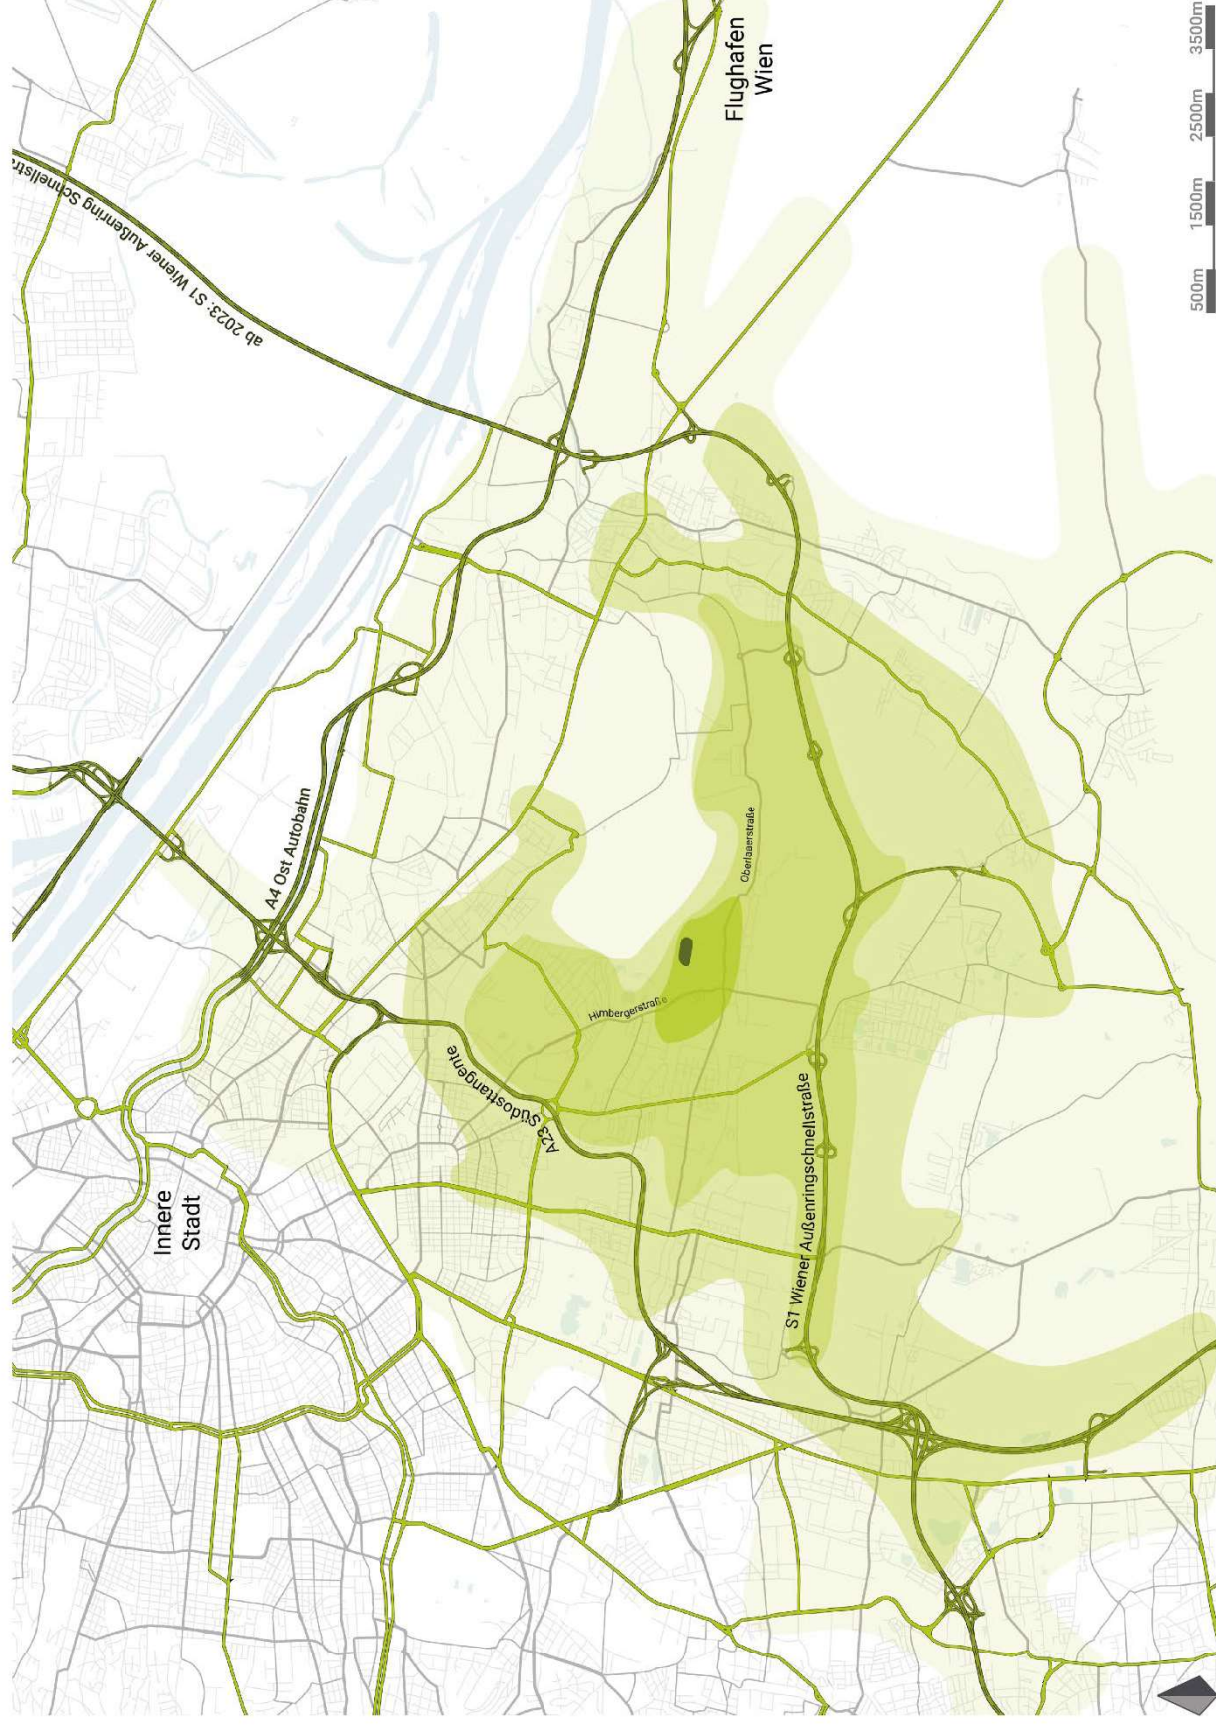 Flughafen
Wien
ab 2023: S1 Wiener Außenring Schnellstra
A4 Ost Autobahn
Innere
Stadt
A23 Südosttangente
Himbergerstraße
Oberlaaerstraße
S1 Wiener Außenringschnellstraße
500m 1500m 2500m 3500m